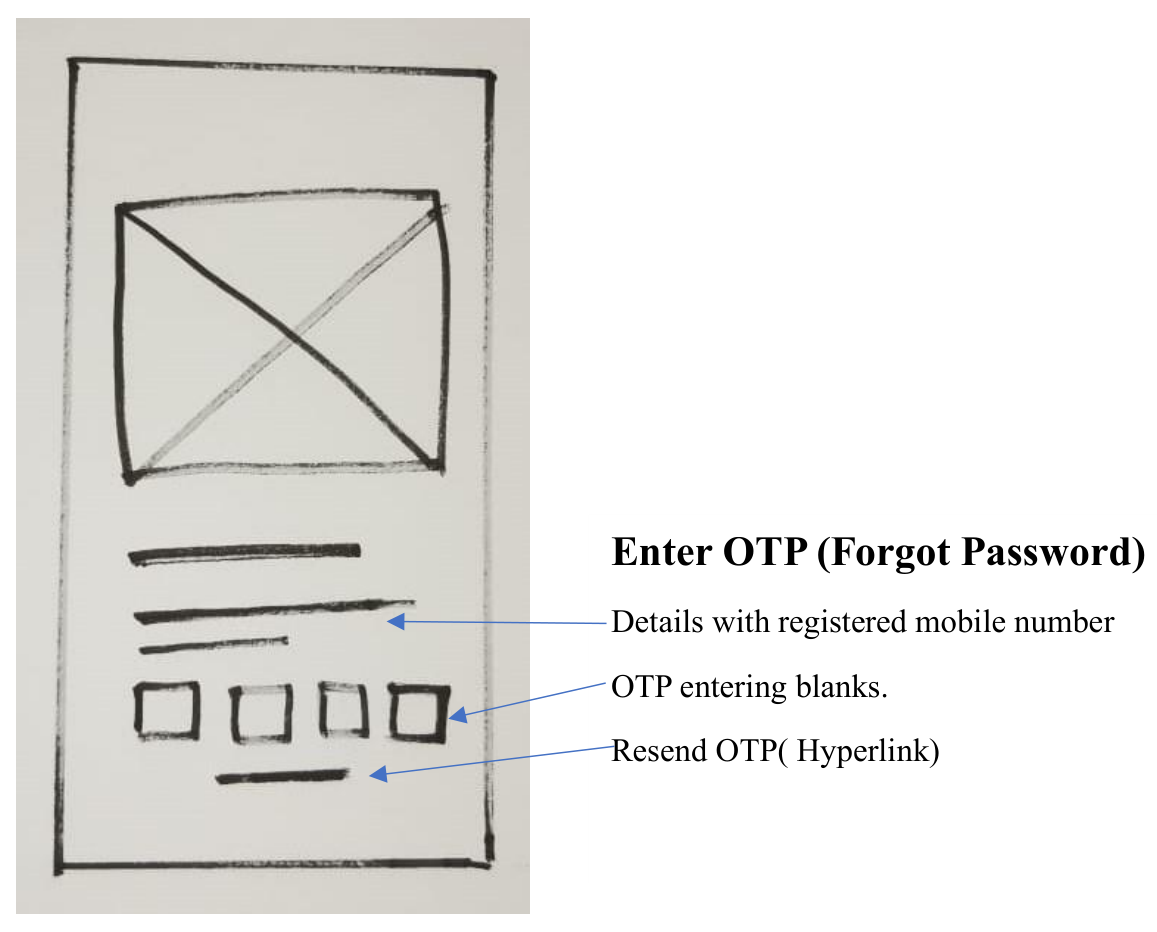 Enter OTP (Forgot Password)
Details with registered mobile number
OTP entering blanks.
Resend OTP( Hyperlink)